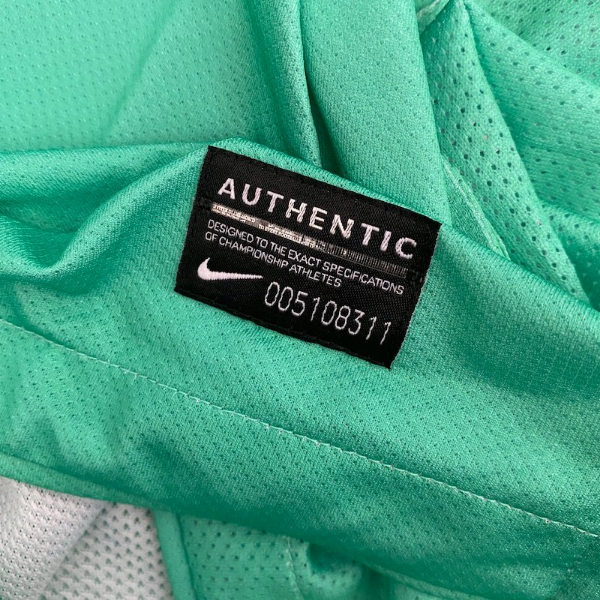 AUTHENTIC
DESIGNED TO THE EXACT SPECIFICATIONS
OF CHAMPIONSHIP ATHLETES
005108311